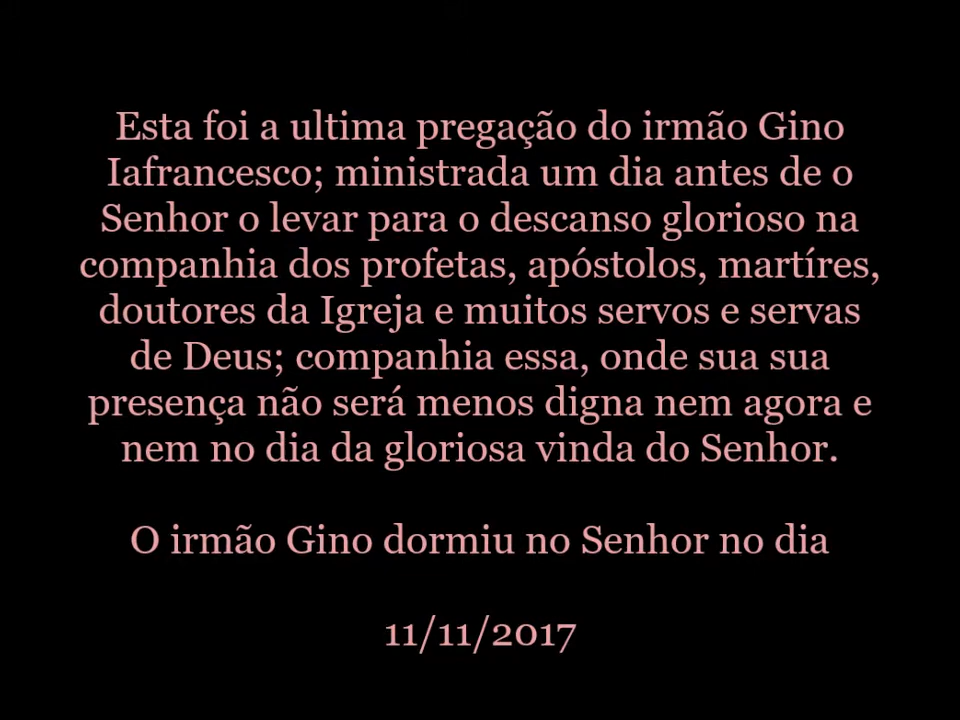 Esta foi a ultima pregação do irmão Gino
Iafrancesco; ministrada um dia antes de o
Senhor o levar para o descanso glorioso na
companhia dos profetas, apóstolos, martíres,
doutores da Igreja e muitos servos e servas
de Deus; companhia essa, onde sua sua
presença não será menos digna nem agora e
nem no dia da gloriosa vinda do Senhor.
O irmão Gino dormiu no Senhor no dia
11/11/2017